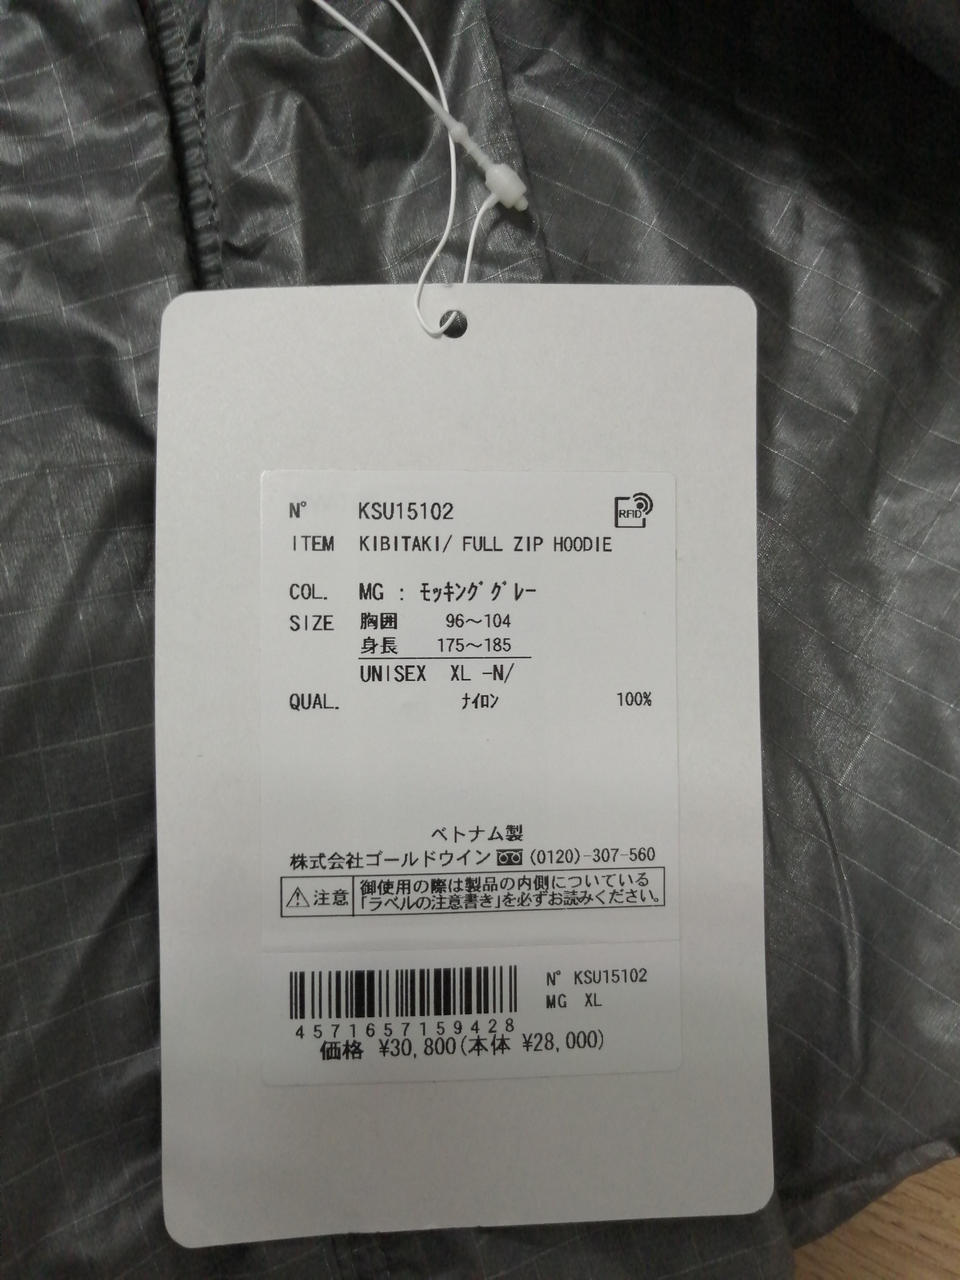 N° KSU15102
RFID
ITEM KIBITAKI/ FULL ZIP HOODIE
COL. MG : ﾓｯｷﾝｸﾞｸﾞﾚｰ
SIZE 胸囲 96～104
身長 175～185
UNISEX XL -N/
QUAL. ﾅｲﾛﾝ 100%
ベトナム製
株式会社ゴールドウイン (0120)-307-560
注意 御使用の際は製品の内側についている
「ラベルの注意書き」を必ずお読みください。
N° KSU15102
MG XL
4571657159428
価格 ¥30,800(本体 ¥28,000)